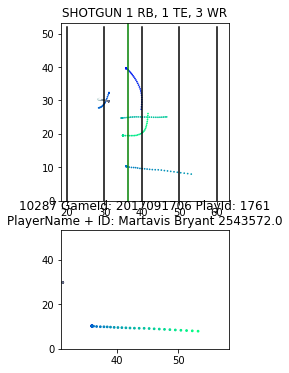 SHOTGUN 1 RB, 1 TE, 3 WR
50
40
30
20
10
0
20 30 40 50 60
10287 GameId: 2017091706 PlayId: 1761
PlayerName + ID: Martavis Bryant 2543572.0
40
20
0
40 50